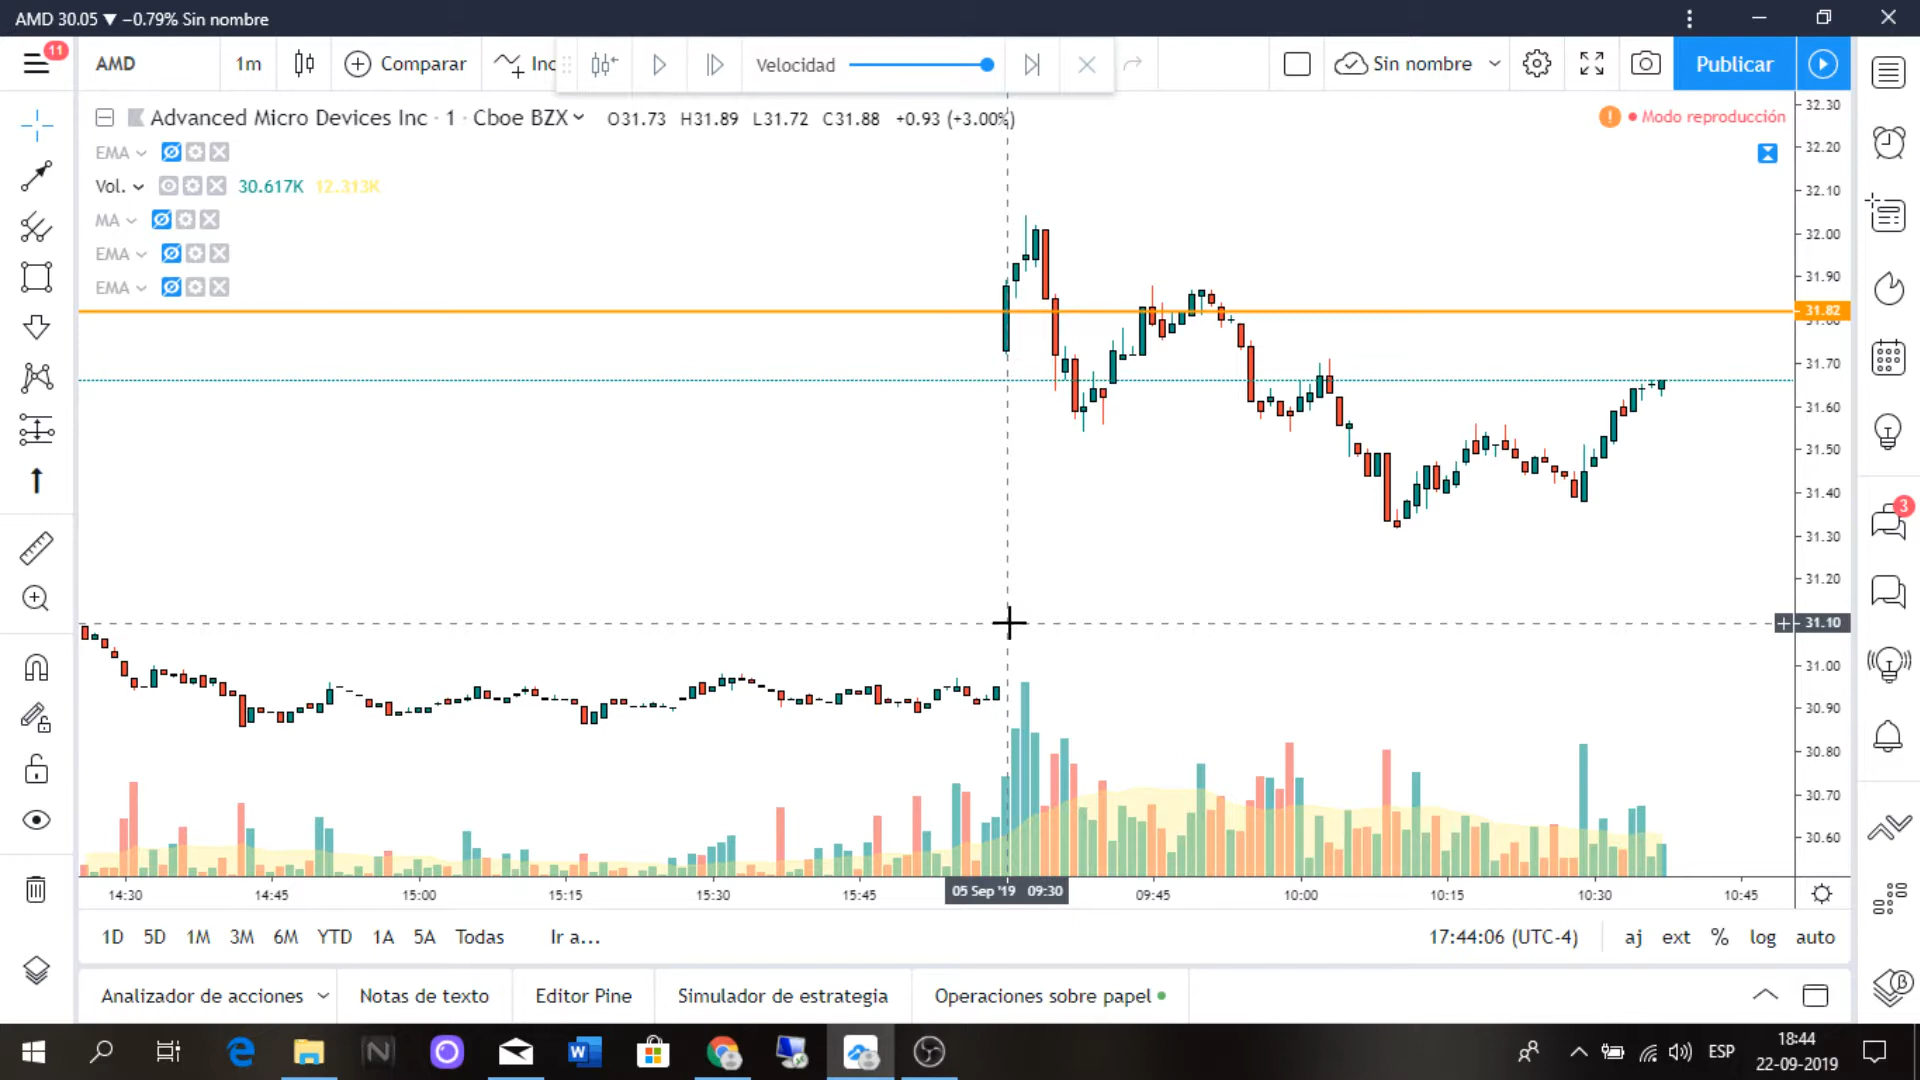 AMD 30.05 ▼ −0.79% Sin nombre
11
AMD
1m
Comparar
Inc
Velocidad
Sin nombre
Publicar
Advanced Micro Devices Inc · 1 · Cboe BZX
O31.73 H31.89 L31.72 C31.88 +0.93 (+3.00%)
Modo reproducción
EMA
Vol. 30.617K 12.313K
MA
EMA
EMA
32.30
32.20
32.10
32.00
31.90
31.82
31.80
31.70
31.60
31.50
31.40
31.30
31.20
31.10
31.00
30.90
30.80
30.70
30.60
3
14:30 14:45 15:00 15:15 15:30 15:45 05 Sep '19 09:30 09:45 10:00 10:15 10:30 10:45
1D 5D 1M 3M 6M YTD 1A 5A Todas Ir a...
17:44:06 (UTC-4) aj ext % log auto
Analizador de acciones Notas de texto Editor Pine Simulador de estrategia Operaciones sobre papel
ESP
18:44
22-09-2019